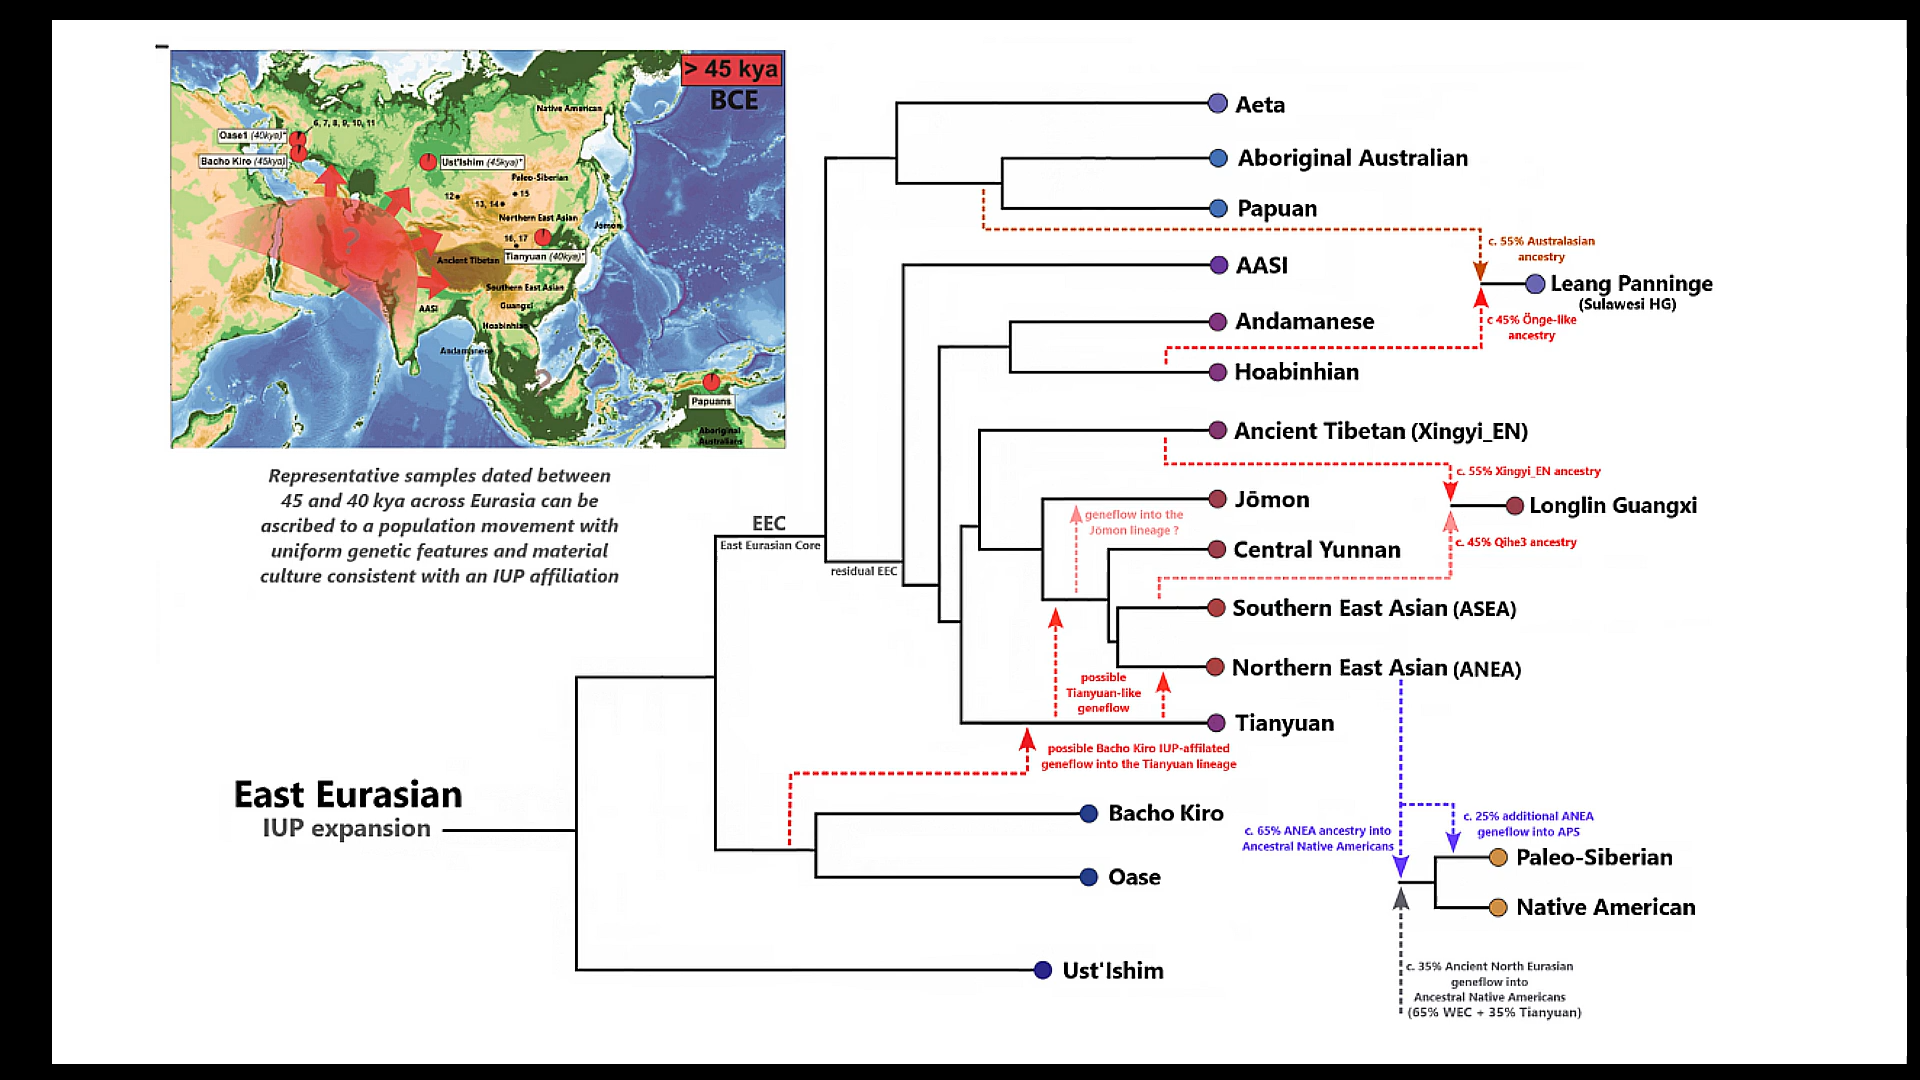 > 45 kya
BCE
Native American
6, 7, 8, 9, 10, 11
Oase1 (40kya)*
Bacho Kiro (45kya)
Ust'Ishim (45kya)*
Paleo-Siberian
12
15
13, 14
Northern East Asian
Jomon
16, 17
?
Tianyuan (40kya)*
Ancient Tibetan
Southern East Asian
AASI
Guangxi
Hoabinhian
Andamanese
?
Papuans
Aboriginal
Australians
Representative samples dated between
45 and 40 kya across Eurasia can be
ascribed to a population movement with
uniform genetic features and material
culture consistent with an IUP affiliation
East Eurasian
IUP expansion
EEC
East Eurasian Core
residual EEC
Aeta
Aboriginal Australian
Papuan
c. 55% Australasian
ancestry
AASI
Leang Panninge
(Sulawesi HG)
c 45% Önge-like
ancestry
Andamanese
Hoabinhian
Ancient Tibetan (Xingyi_EN)
c. 55% Xingyi_EN ancestry
Jōmon
Longlin Guangxi
geneflow into the
Jōmon lineage ?
c. 45% Qihe3 ancestry
Central Yunnan
Southern East Asian (ASEA)
Northern East Asian (ANEA)
possible
Tianyuan-like
geneflow
Tianyuan
possible Bacho Kiro IUP-affilated
geneflow into the Tianyuan lineage
Bacho Kiro
Oase
Ust'Ishim
c. 65% ANEA ancestry into
Ancestral Native Americans
c. 25% additional ANEA
geneflow into APS
Paleo-Siberian
Native American
c. 35% Ancient North Eurasian
geneflow into
Ancestral Native Americans
(65% WEC + 35% Tianyuan)